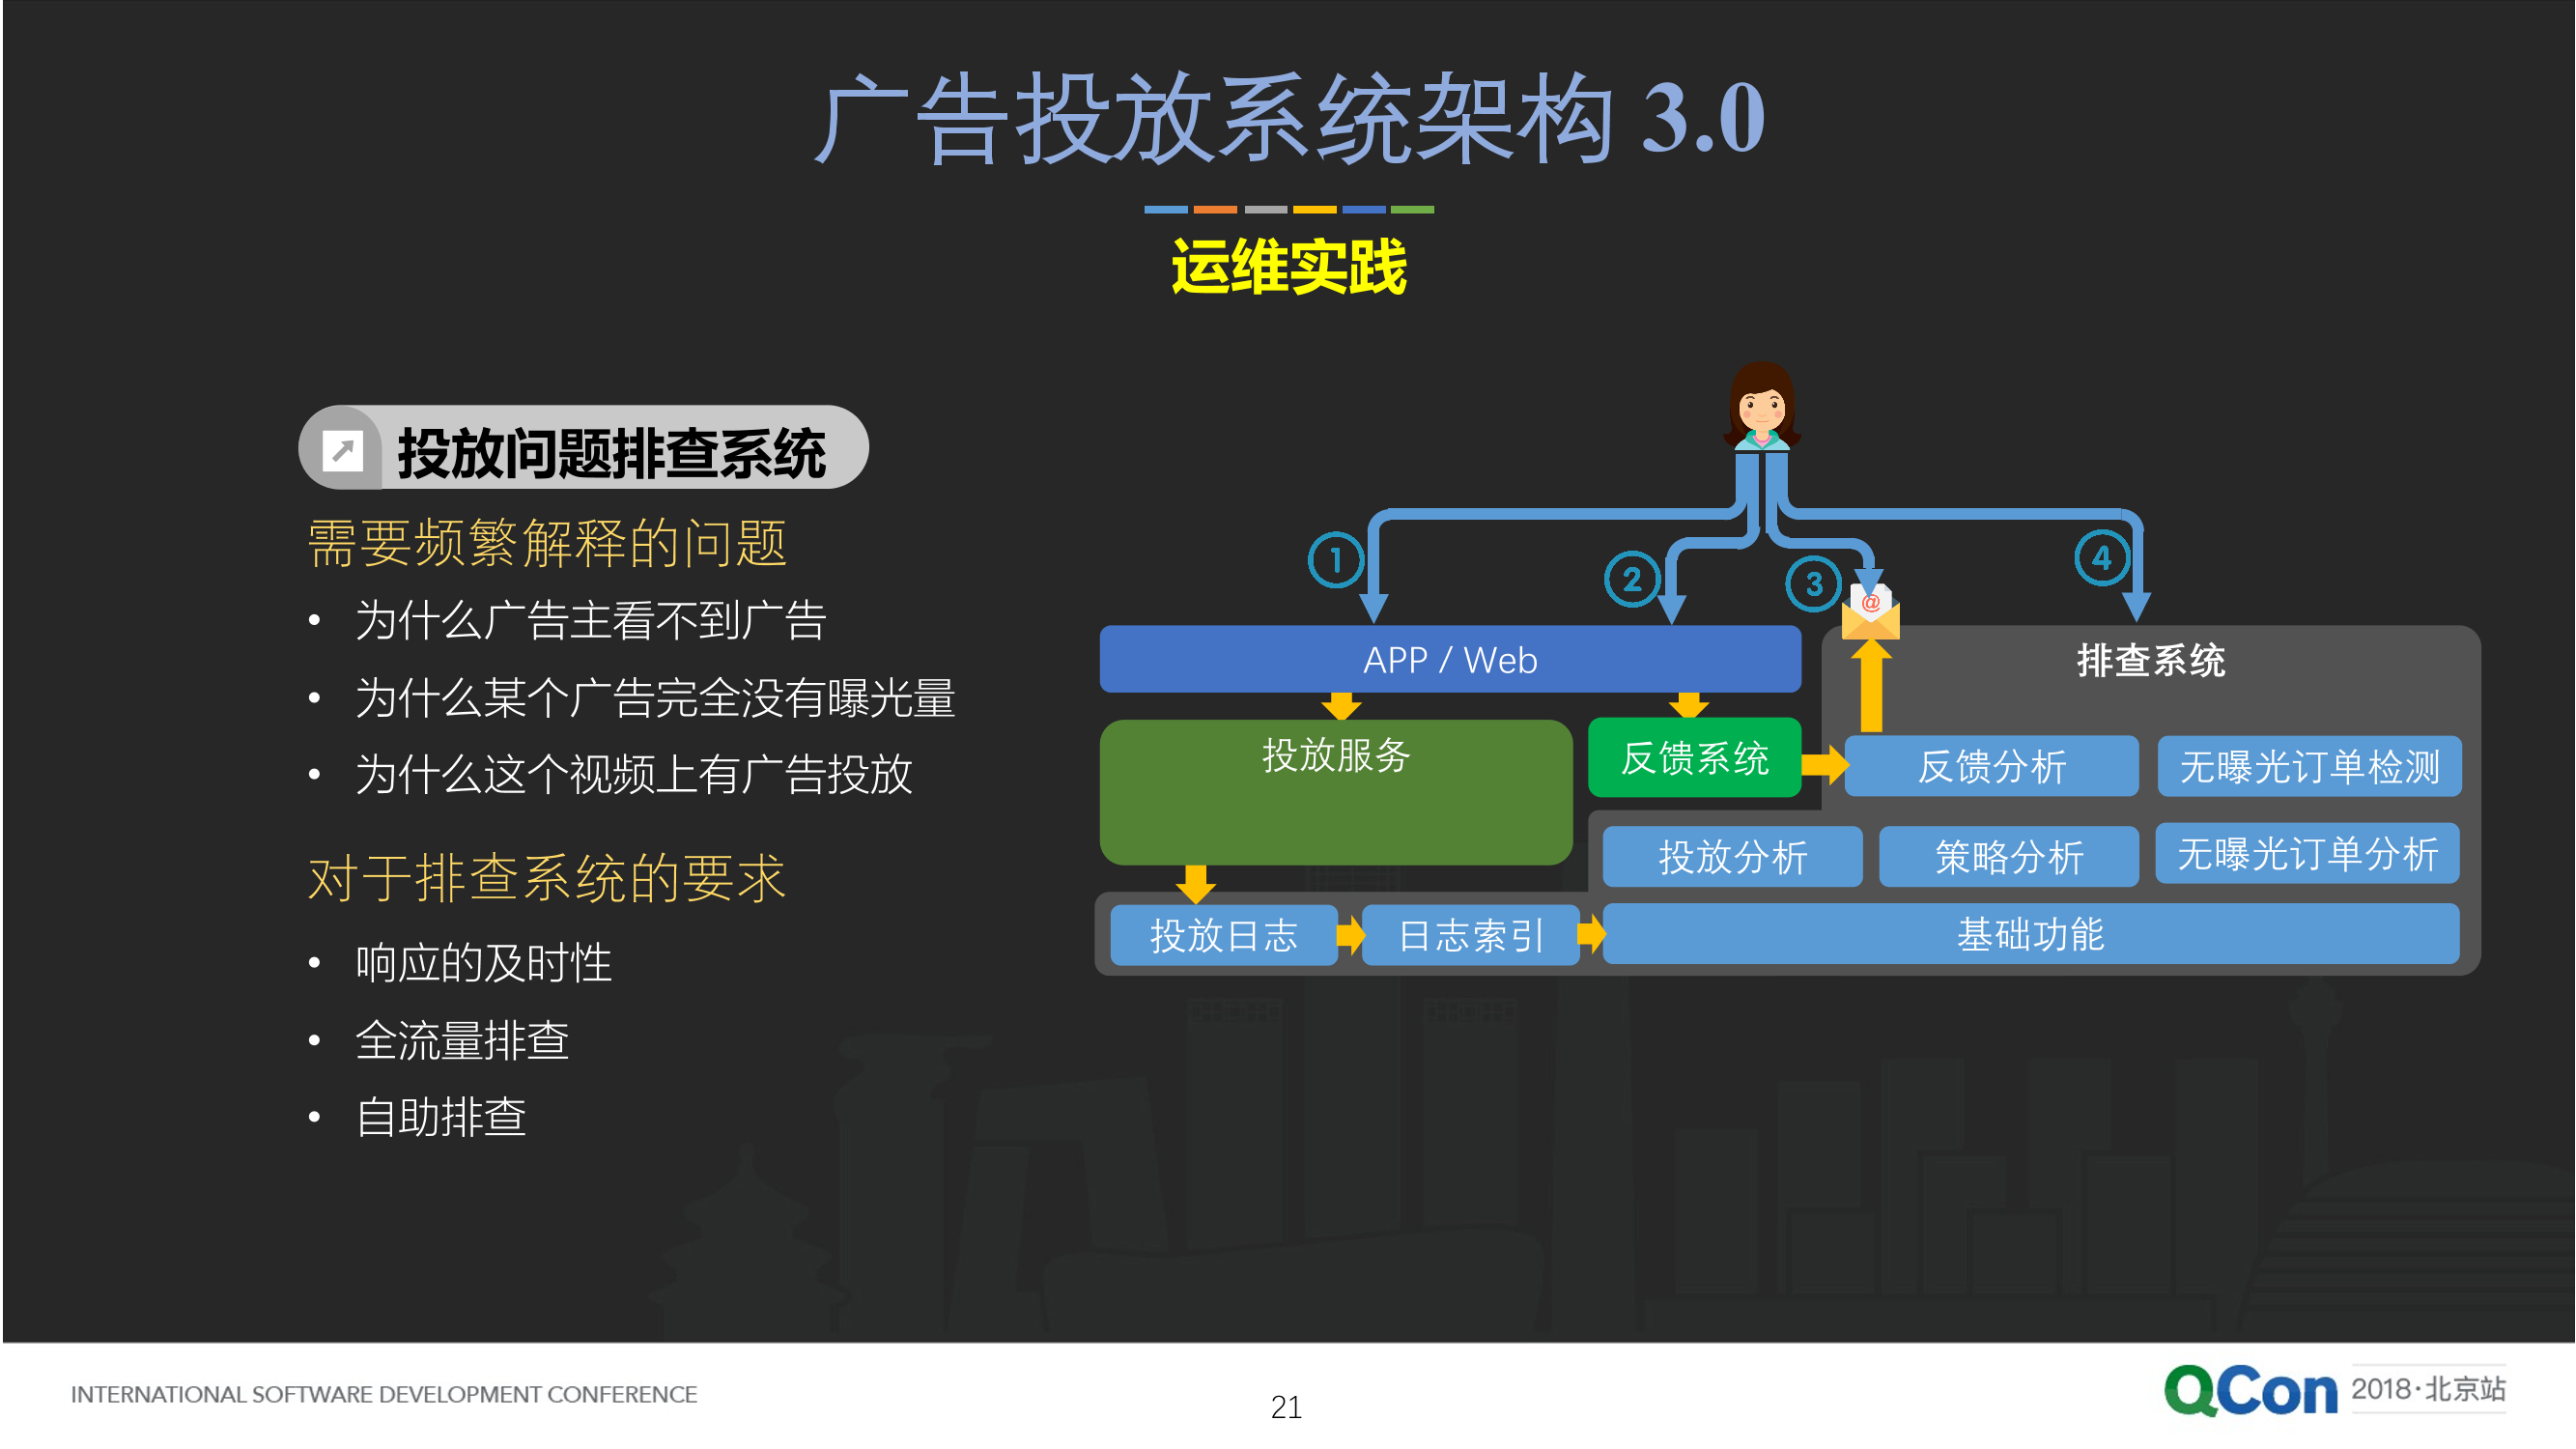 广告投放系统架构 3.0
运维实践
投放问题排查系统
需要频繁解释的问题
• 为什么广告主看不到广告
• 为什么某个广告完全没有曝光量
• 为什么这个视频上有广告投放
对于排查系统的要求
• 响应的及时性
• 全流量排查
• 自助排查
1
2
3
4
@
APP / Web
排查系统
投放服务
反馈系统
反馈分析
无曝光订单检测
投放分析
策略分析
无曝光订单分析
投放日志
日志索引
基础功能
INTERNATIONAL SOFTWARE DEVELOPMENT CONFERENCE
21
QCon 2018·北京站